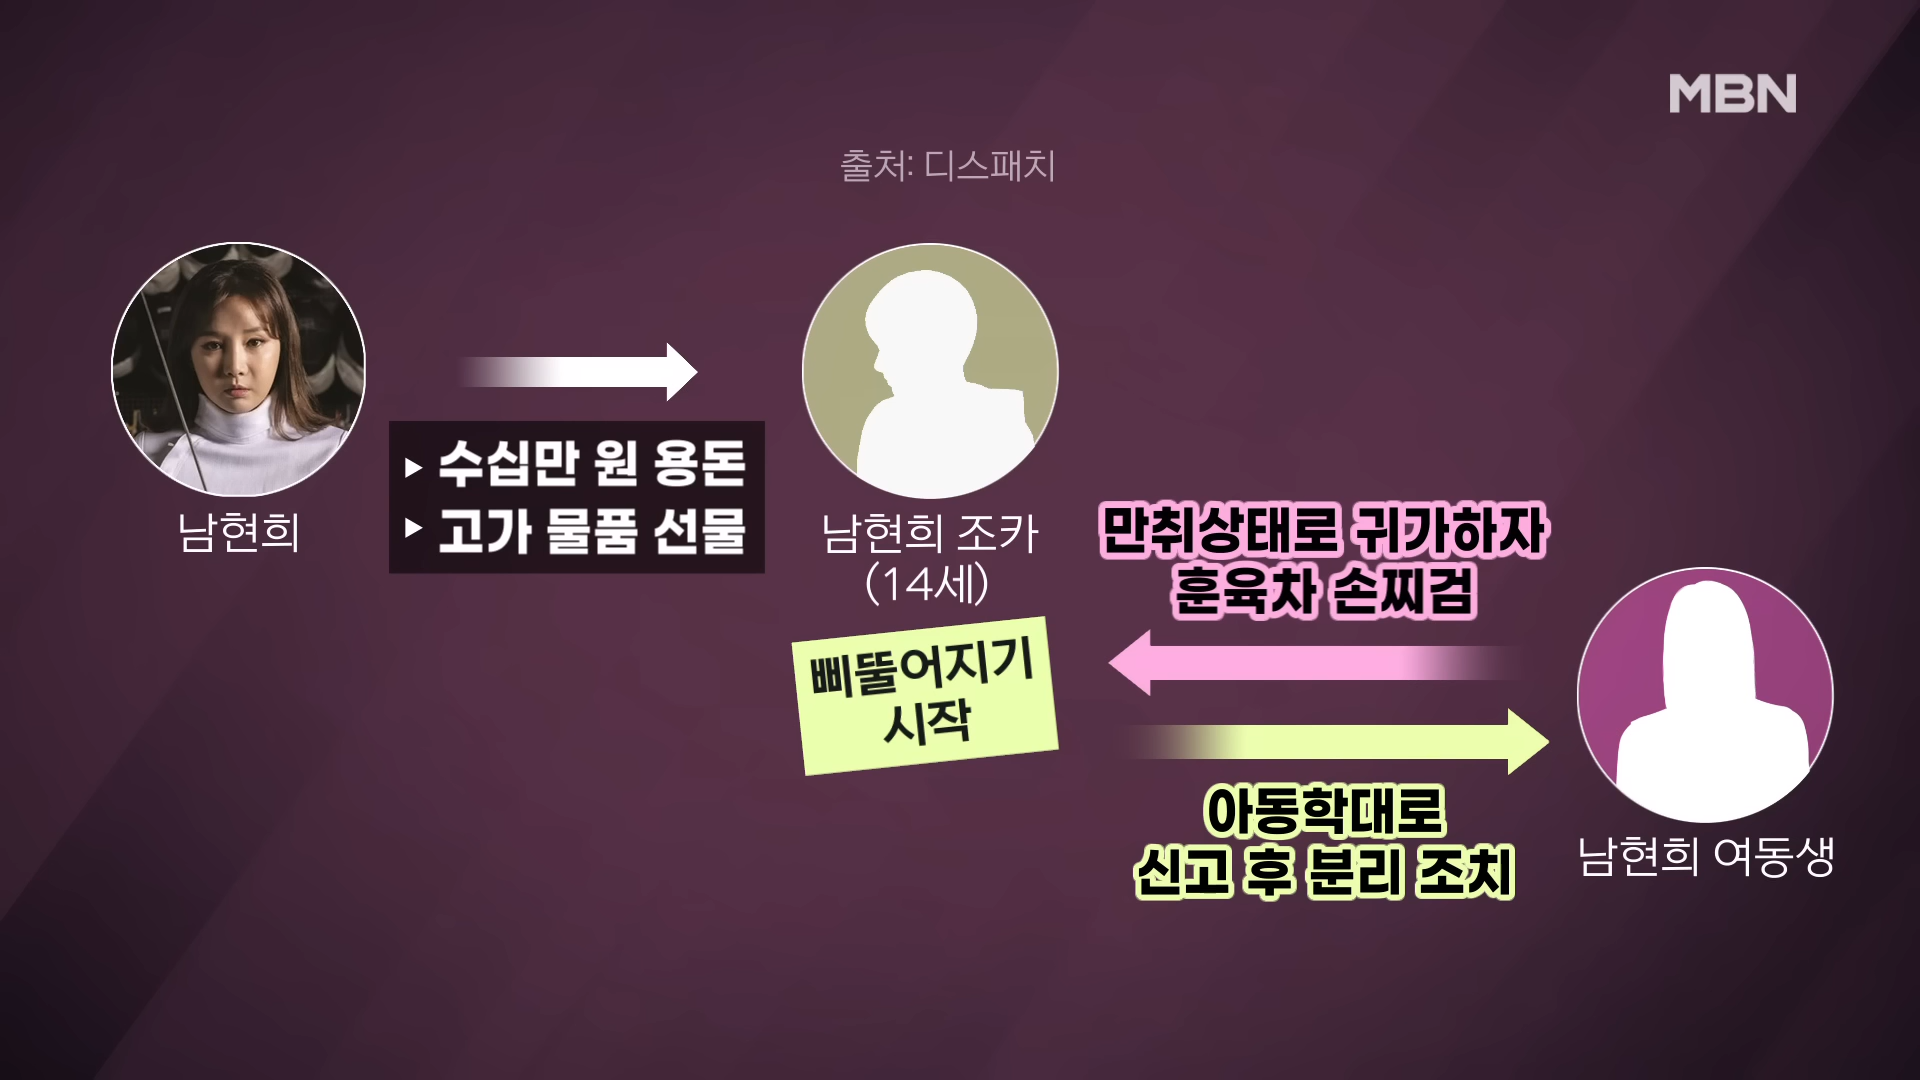 MBN
출처: 디스패치
남현희
▸ 수십만 원 용돈
▸ 고가 물품 선물
남현희 조카
(14세)
삐뚤어지기
시작
만취상태로 귀가하자
훈육차 손찌검
아동학대로
신고 후 분리 조치
남현희 여동생